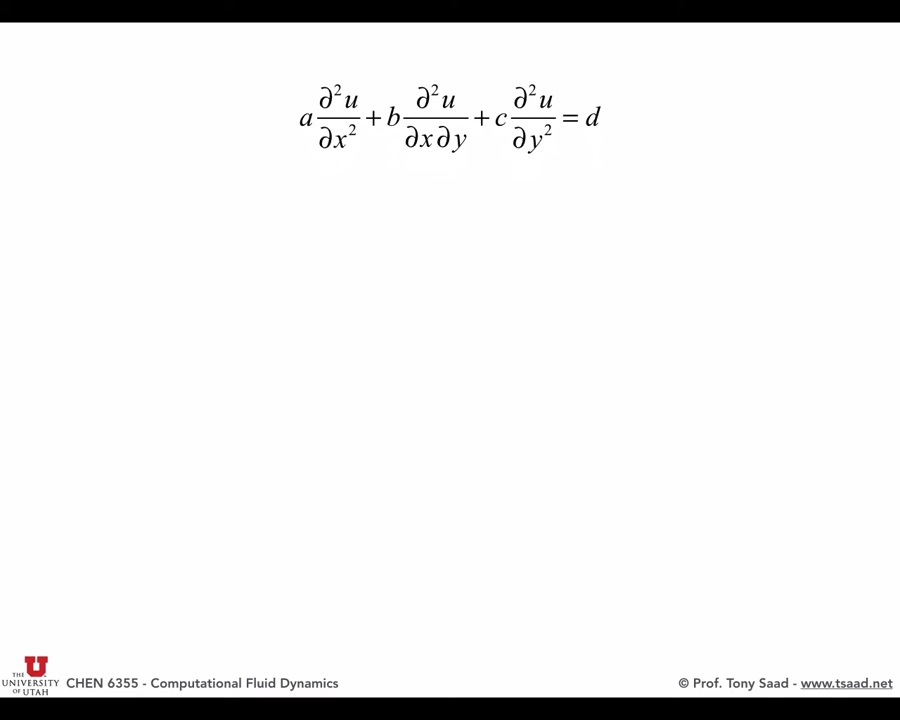 a ∂²u/∂x² + b ∂²u/∂x∂y + c ∂²u/∂y² = d
THE
UNIVERSITY
OF UTAH
CHEN 6355 - Computational Fluid Dynamics
© Prof. Tony Saad - www.tsaad.net